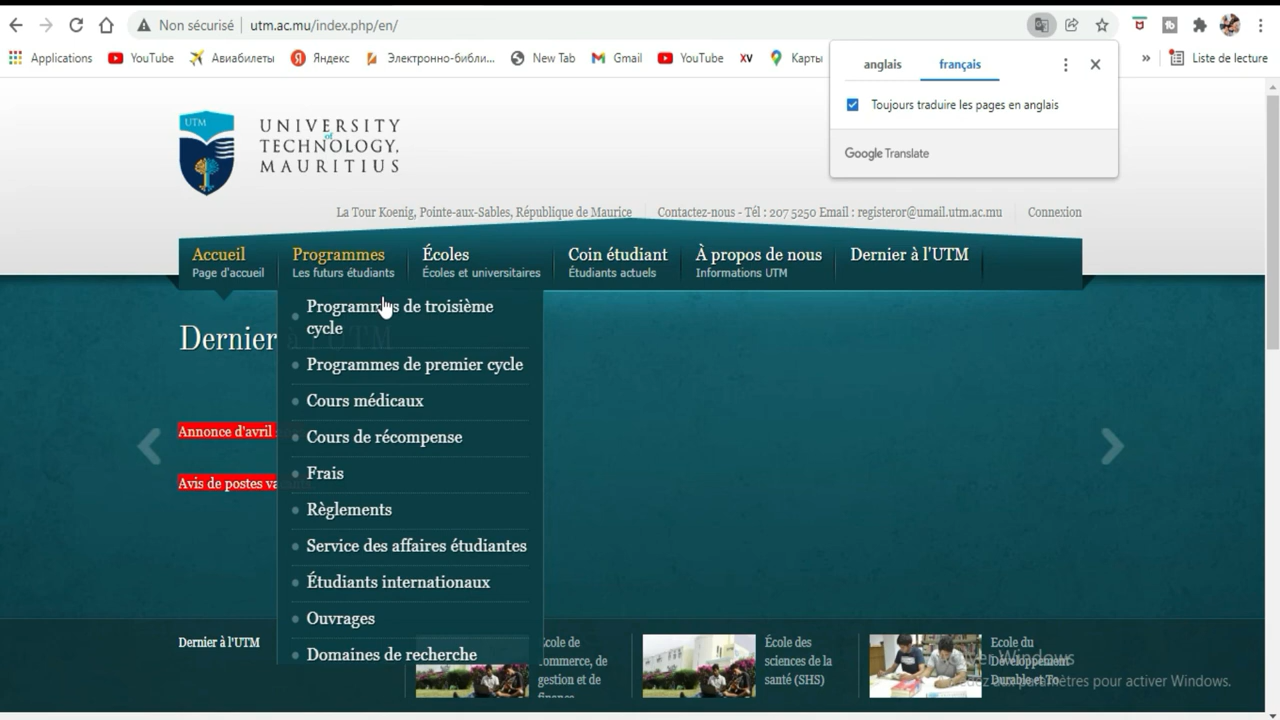 Non sécurisé | utm.ac.mu/index.php/en/
Applications YouTube Авиабилеты Яндекс Электронно-библи... New Tab Gmail YouTube XV Карты » Liste de lecture
anglais français
Toujours traduire les pages en anglais
Google Translate
UTM
UNIVERSITY
of
TECHNOLOGY,
MAURITIUS
La Tour Koenig, Pointe-aux-Sables, République de Maurice Contactez-nous - Tél : 207 5250 Email : registeror@umail.utm.ac.mu Connexion
Accueil Programmes Écoles Coin étudiant À propos de nous Dernier à l'UTM
Page d'accueil Les futurs étudiants Écoles et universitaires Étudiants actuels Informations UTM
Programmes de troisième
cycle
Dernier à l'UTM
Programmes de premier cycle
Cours médicaux
Annonce d'avril
Cours de récompense
Frais
Avis de postes
Règlements
Service des affaires étudiantes
Étudiants internationaux
Ouvrages
Domaines de recherche
Dernier à l'UTM
École de
commerce, de
gestion et de
finance
École des
sciences de la
santé (SHS)
Ecole du
Développement
Durable et To
paramètres pour activer Windows.